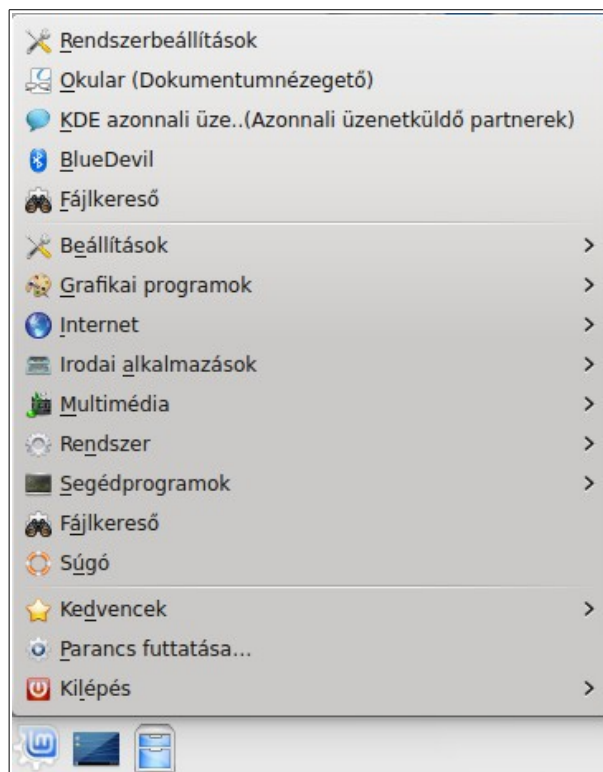 Rendszerbeállítások
Okular (Dokumentumnézegető)
KDE azonnali üze..(Azonnali üzenetküldő partnerek)
BlueDevil
Fájlkereső
Beállítások
Grafikai programok
Internet
Irodai alkalmazások
Multimédia
Rendszer
Segédprogramok
Fájlkereső
Súgó
Kedvencek
Parancs futtatása...
Kilépés